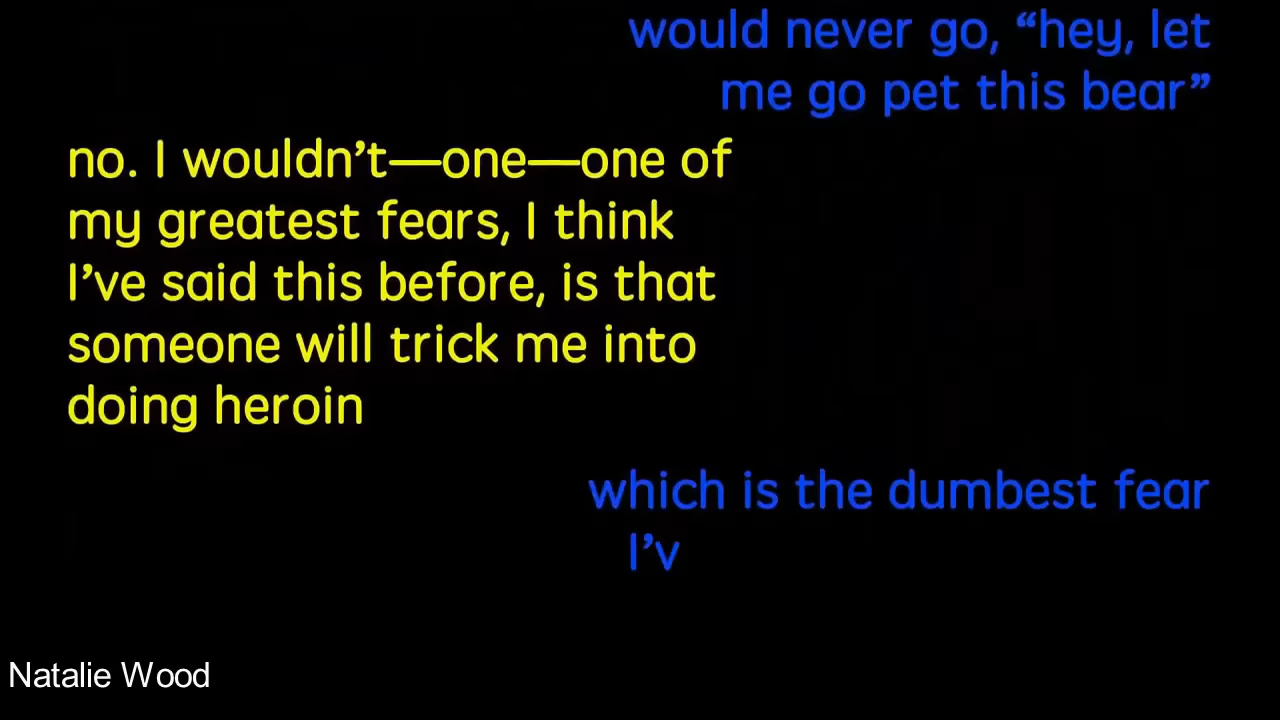 would never go, “hey, let
me go pet this bear”
no. I wouldn’t—one—one of
my greatest fears, I think
I’ve said this before, is that
someone will trick me into
doing heroin
which is the dumbest fear
I’v
Natalie Wood